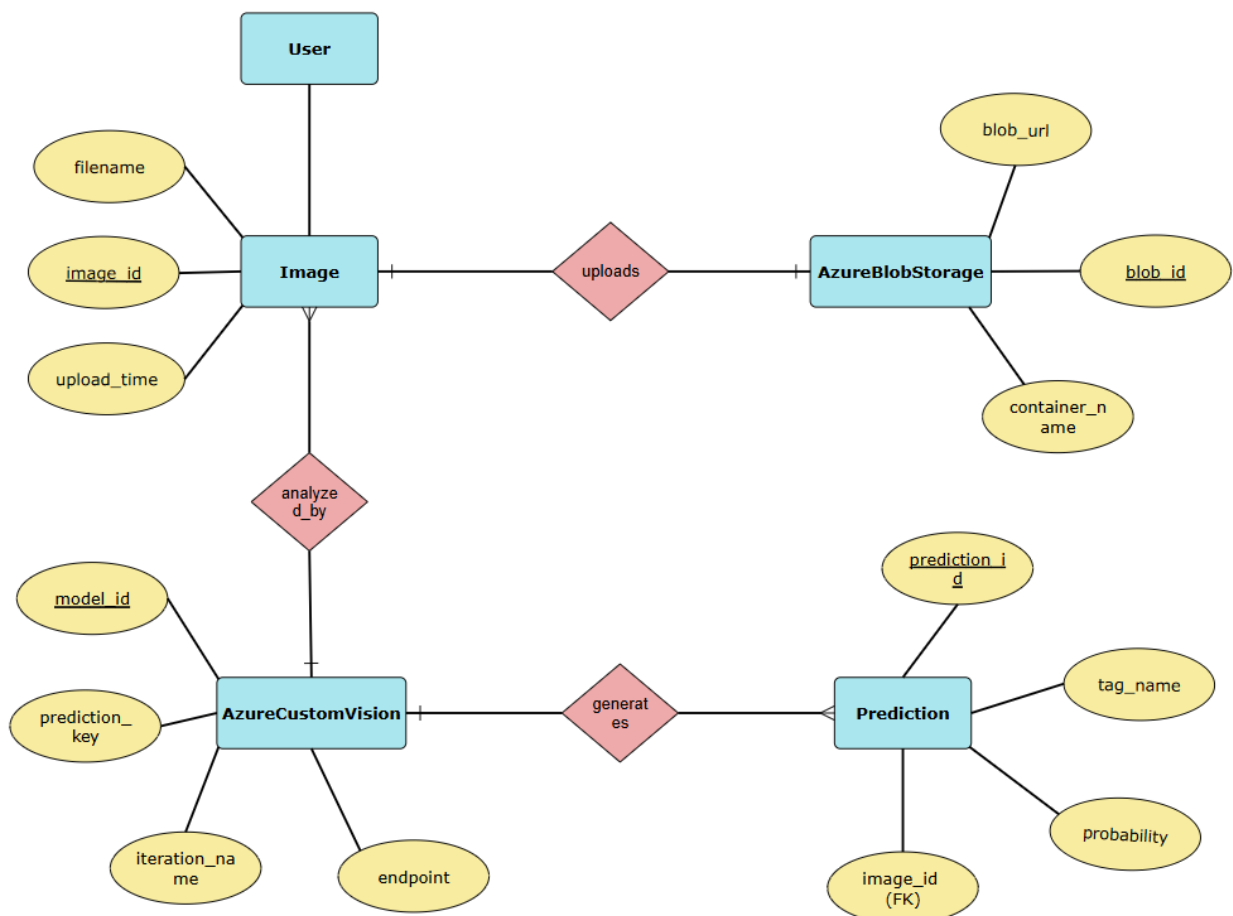 User
blob_url
filename
image_id
Image
uploads
AzureBlobStorage
blob_id
upload_time
container_n
ame
analyze
d_by
prediction_i
d
model_id
tag_name
prediction_
key
AzureCustomVision
generat
es
Prediction
probability
iteration_na
me
endpoint
image_id
(FK)